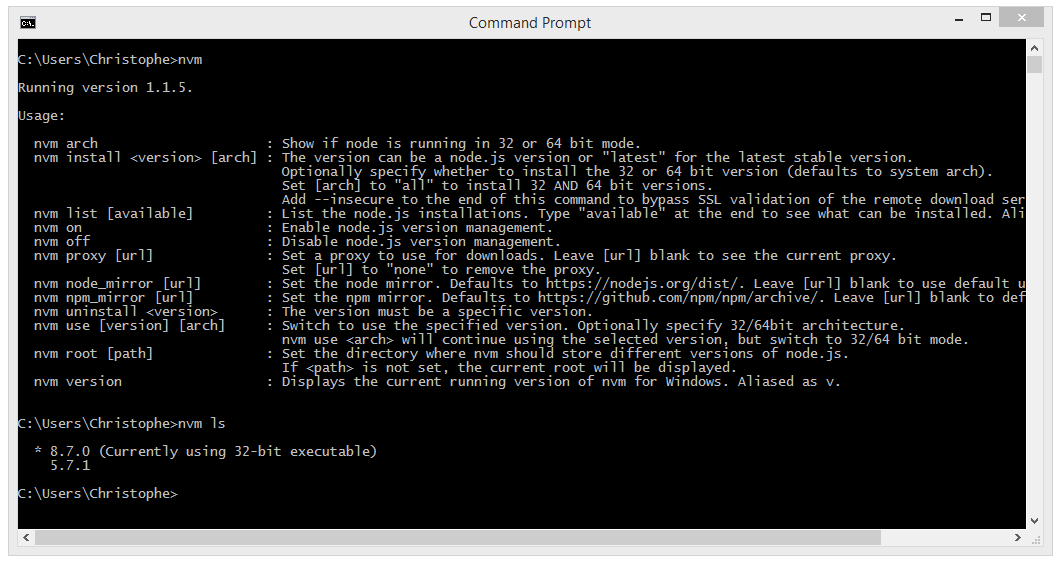 Command Prompt
C:\Users\Christophe>nvm
Running version 1.1.5.
Usage:
nvm arch : Show if node is running in 32 or 64 bit mode.
nvm install <version> [arch] : The version can be a node.js version or "latest" for the latest stable version.
Optionally specify whether to install the 32 or 64 bit version (defaults to system arch).
Set [arch] to "all" to install 32 AND 64 bit versions.
Add --insecure to the end of this command to bypass SSL validation of the remote download ser
nvm list [available] : List the node.js installations. Type "available" at the end to see what can be installed. Ali
nvm on : Enable node.js version management.
nvm off : Disable node.js version management.
nvm proxy [url] : Set a proxy to use for downloads. Leave [url] blank to see the current proxy.
Set [url] to "none" to remove the proxy.
nvm node_mirror [url] : Set the node mirror. Defaults to https://nodejs.org/dist/. Leave [url] blank to use default u
nvm npm_mirror [url] : Set the npm mirror. Defaults to https://github.com/npm/npm/archive/. Leave [url] blank to def
nvm uninstall <version> : The version must be a specific version.
nvm use [version] [arch] : Switch to use the specified version. Optionally specify 32/64bit architecture.
nvm use <arch> will continue using the selected version, but switch to 32/64 bit mode.
nvm root [path] : Set the directory where nvm should store different versions of node.js.
If <path> is not set, the current root will be displayed.
nvm version : Displays the current running version of nvm for Windows. Aliased as v.
C:\Users\Christophe>nvm ls
* 8.7.0 (Currently using 32-bit executable)
5.7.1
C:\Users\Christophe>